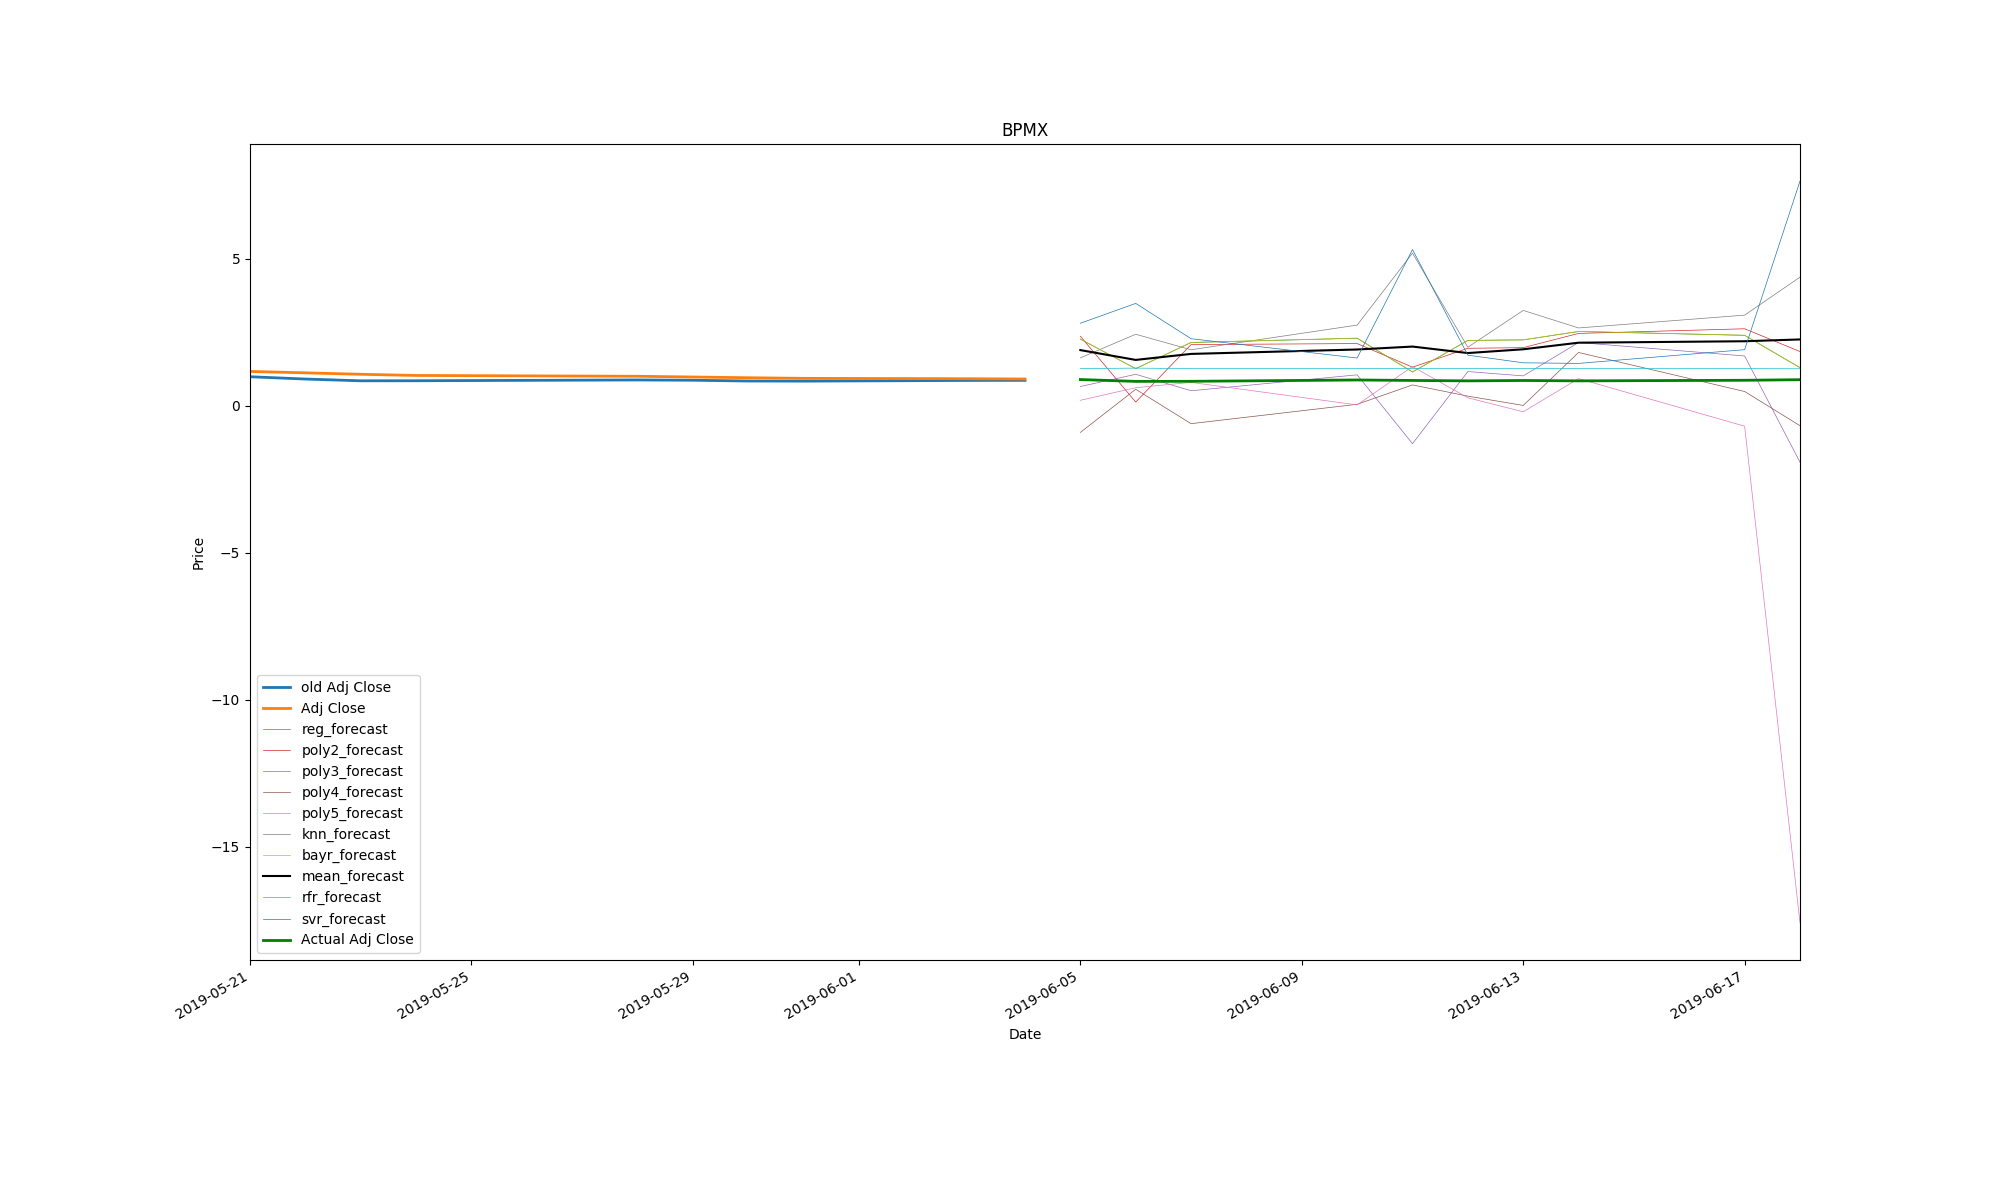 BPMX
5
0
−5
−10
−15
Price
old Adj Close
Adj Close
reg_forecast
poly2_forecast
poly3_forecast
poly4_forecast
poly5_forecast
knn_forecast
bayr_forecast
mean_forecast
rfr_forecast
svr_forecast
Actual Adj Close
2019-05-21
2019-05-25
2019-05-29
2019-06-01
2019-06-05
2019-06-09
2019-06-13
2019-06-17
Date